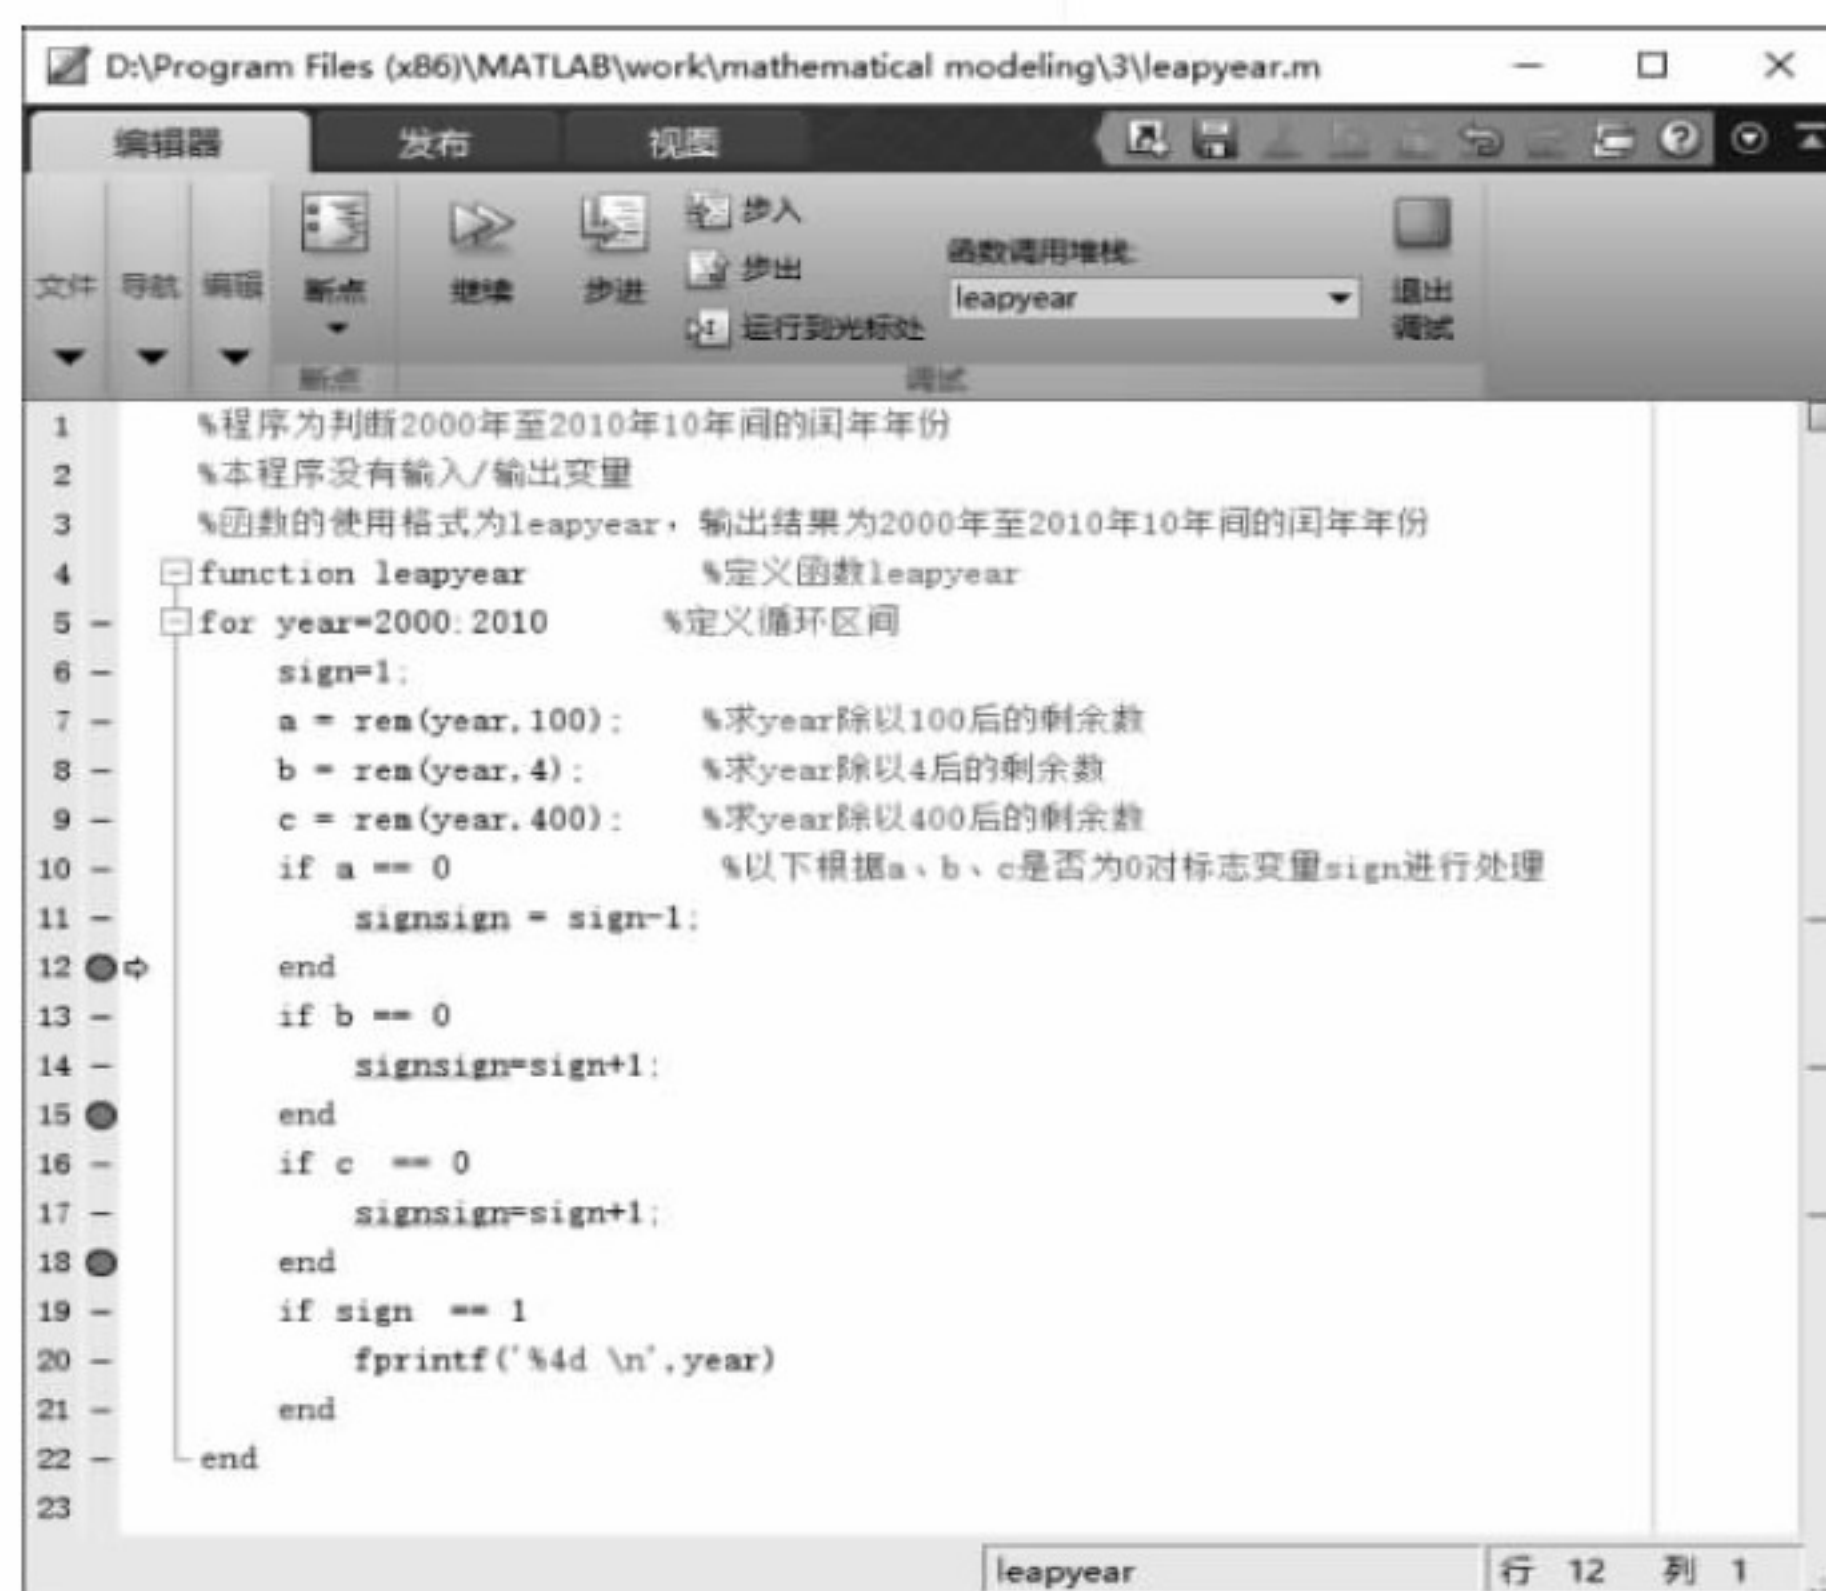 D:\Program Files (x86)\MATLAB\work\mathematical modeling\3\leapyear.m
编辑器 发布 视图
文件 导航 编辑 断点 继续 步进 步入 步出 运行到光标处 函数调用堆栈: leapyear 退出调试
断点 调试
1 %程序为判断2000年至2010年10年间的闰年年份
2 %本程序没有输入/输出变量
3 %函数的使用格式为leapyear，输出结果为2000年至2010年10年间的闰年年份
4 function leapyear %定义函数leapyear
5 for year=2000:2010 %定义循环区间
6 sign=1;
7 a = rem(year,100); %求year除以100后的剩余数
8 b = rem(year,4); %求year除以4后的剩余数
9 c = rem(year,400); %求year除以400后的剩余数
10 if a == 0 %以下根据a、b、c是否为0对标志变量sign进行处理
11 signsign = sign-1;
12 end
13 if b == 0
14 signsign=sign+1;
15 end
16 if c == 0
17 signsign=sign+1;
18 end
19 if sign == 1
20 fprintf('%4d \n',year)
21 end
22 end
23
leapyear 行 12 列 1